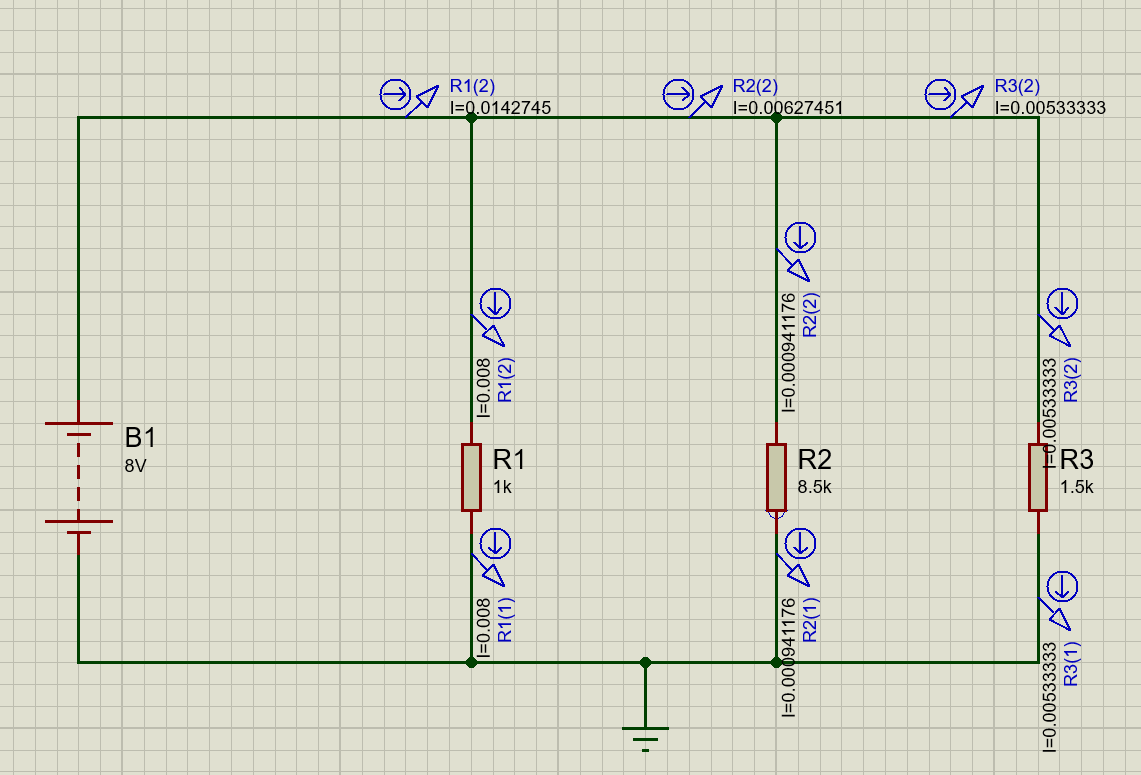 R1(2)
I=0.0142745
R2(2)
I=0.00627451
R3(2)
I=0.00533333
I=0.008
R1(2)
I=0.000941176
R2(2)
I=0.00533333
R3(2)
B1
8V
R1
1k
R2
8.5k
R3
1.5k
I=0.008
R1(1)
I=0.000941176
R2(1)
I=0.00533333
R3(1)